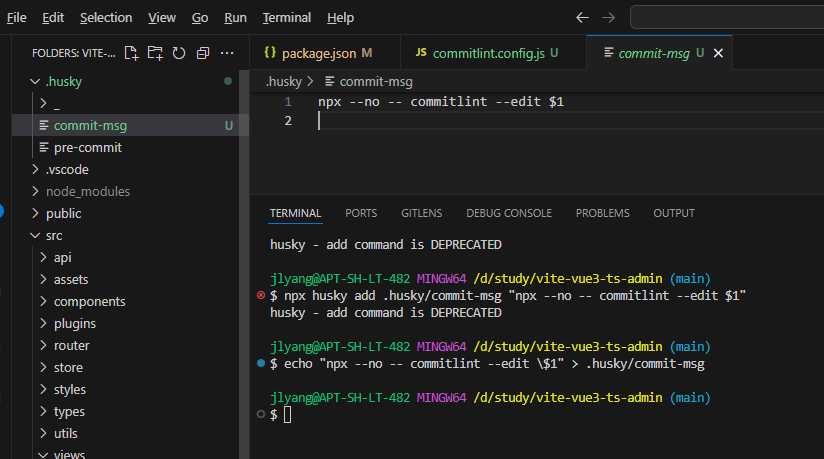 File Edit Selection View Go Run Terminal Help
FOLDERS: VITE-...
{} package.json M
JS commitlint.config.js U
commit-msg U
.husky
_
commit-msg U
pre-commit
.vscode
node_modules
public
src
api
assets
components
plugins
router
store
styles
types
utils
views
.husky > commit-msg
1 npx --no -- commitlint --edit $1
2
TERMINAL PORTS GITLENS DEBUG CONSOLE PROBLEMS OUTPUT
husky - add command is DEPRECATED
jlyang@APT-SH-LT-482 MINGW64 /d/study/vite-vue3-ts-admin (main)
$ npx husky add .husky/commit-msg "npx --no -- commitlint --edit $1"
husky - add command is DEPRECATED
jlyang@APT-SH-LT-482 MINGW64 /d/study/vite-vue3-ts-admin (main)
$ echo "npx --no -- commitlint --edit \$1" > .husky/commit-msg
jlyang@APT-SH-LT-482 MINGW64 /d/study/vite-vue3-ts-admin (main)
$